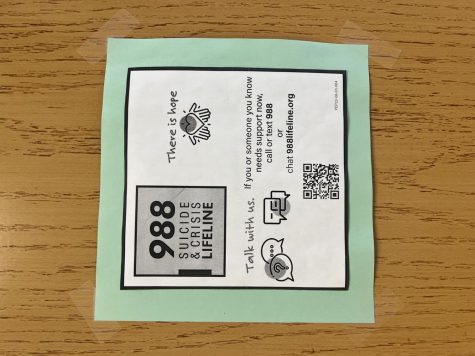 988
SUICIDE
& CRISIS
LIFELINE
There is hope
Talk with us.
If you or someone you know
needs support now,
call or text 988
or
chat 988lifeline.org